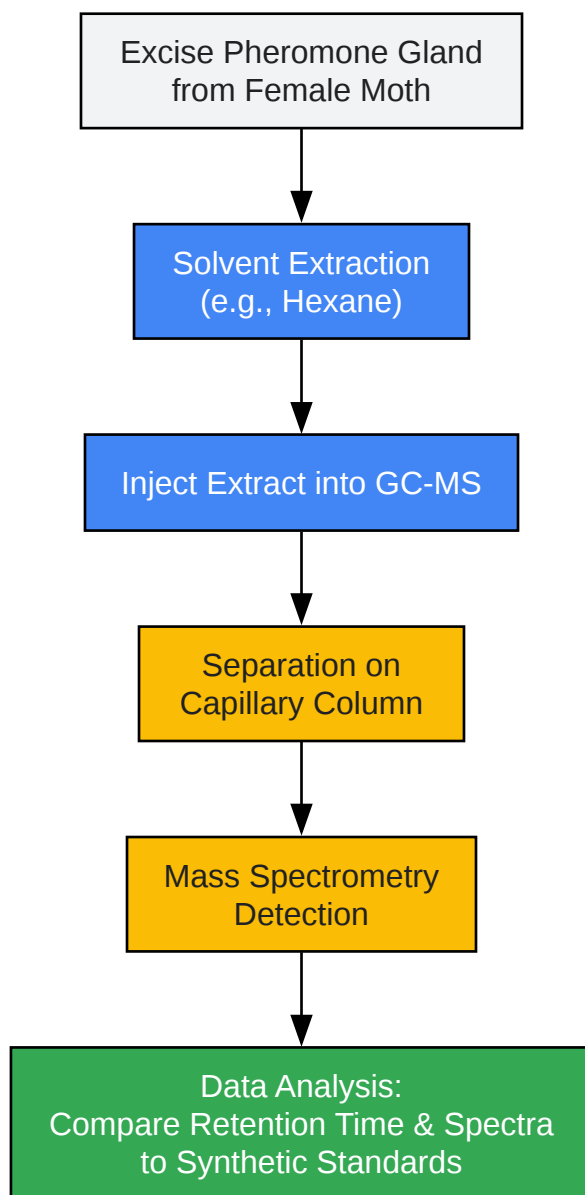 Excise Pheromone Gland
from Female Moth
Solvent Extraction
(e.g., Hexane)
Inject Extract into GC-MS
Separation on
Capillary Column
Mass Spectrometry
Detection
Data Analysis:
Compare Retention Time & Spectra
to Synthetic Standards